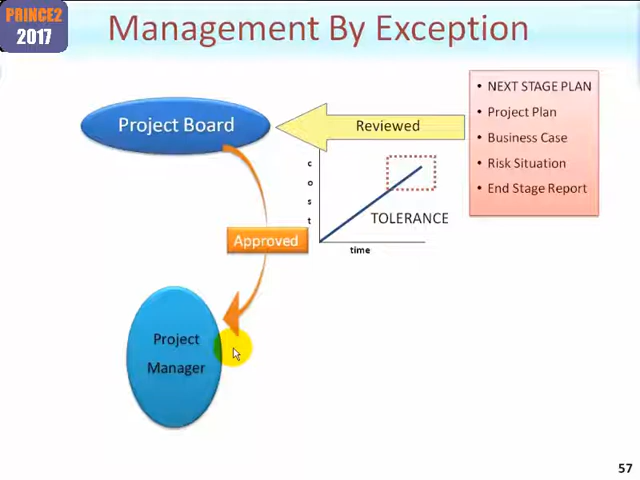 PRINCE2
2017
Management By Exception
Project Board
Reviewed
• NEXT STAGE PLAN
• Project Plan
• Business Case
• Risk Situation
• End Stage Report
c
o
s
t
TOLERANCE
time
Approved
Project
Manager
57